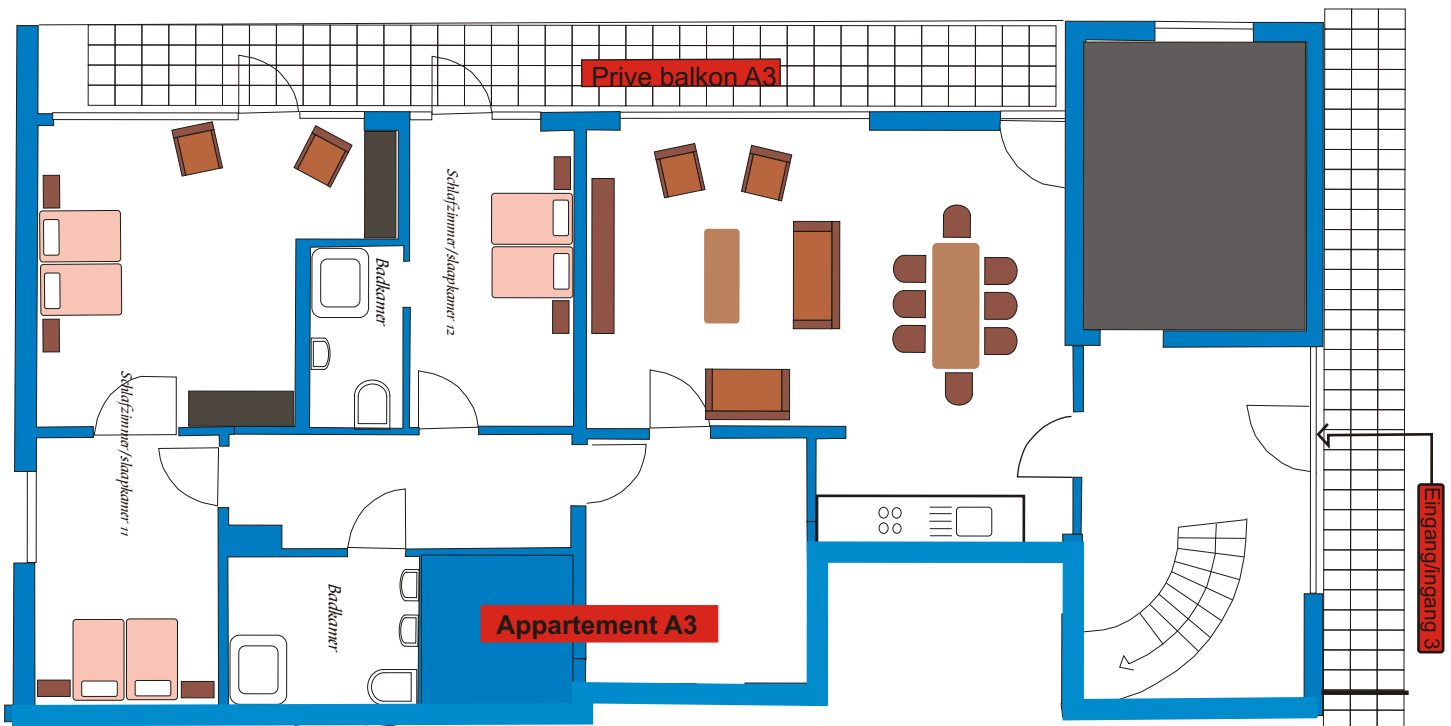 Prive balkon A3
Schlafzimmer/slaapkamer 12
Badkamer
Schlafzimmer/slaapkamer 11
Eingang/ingang 3
Badkamer
Appartement A3